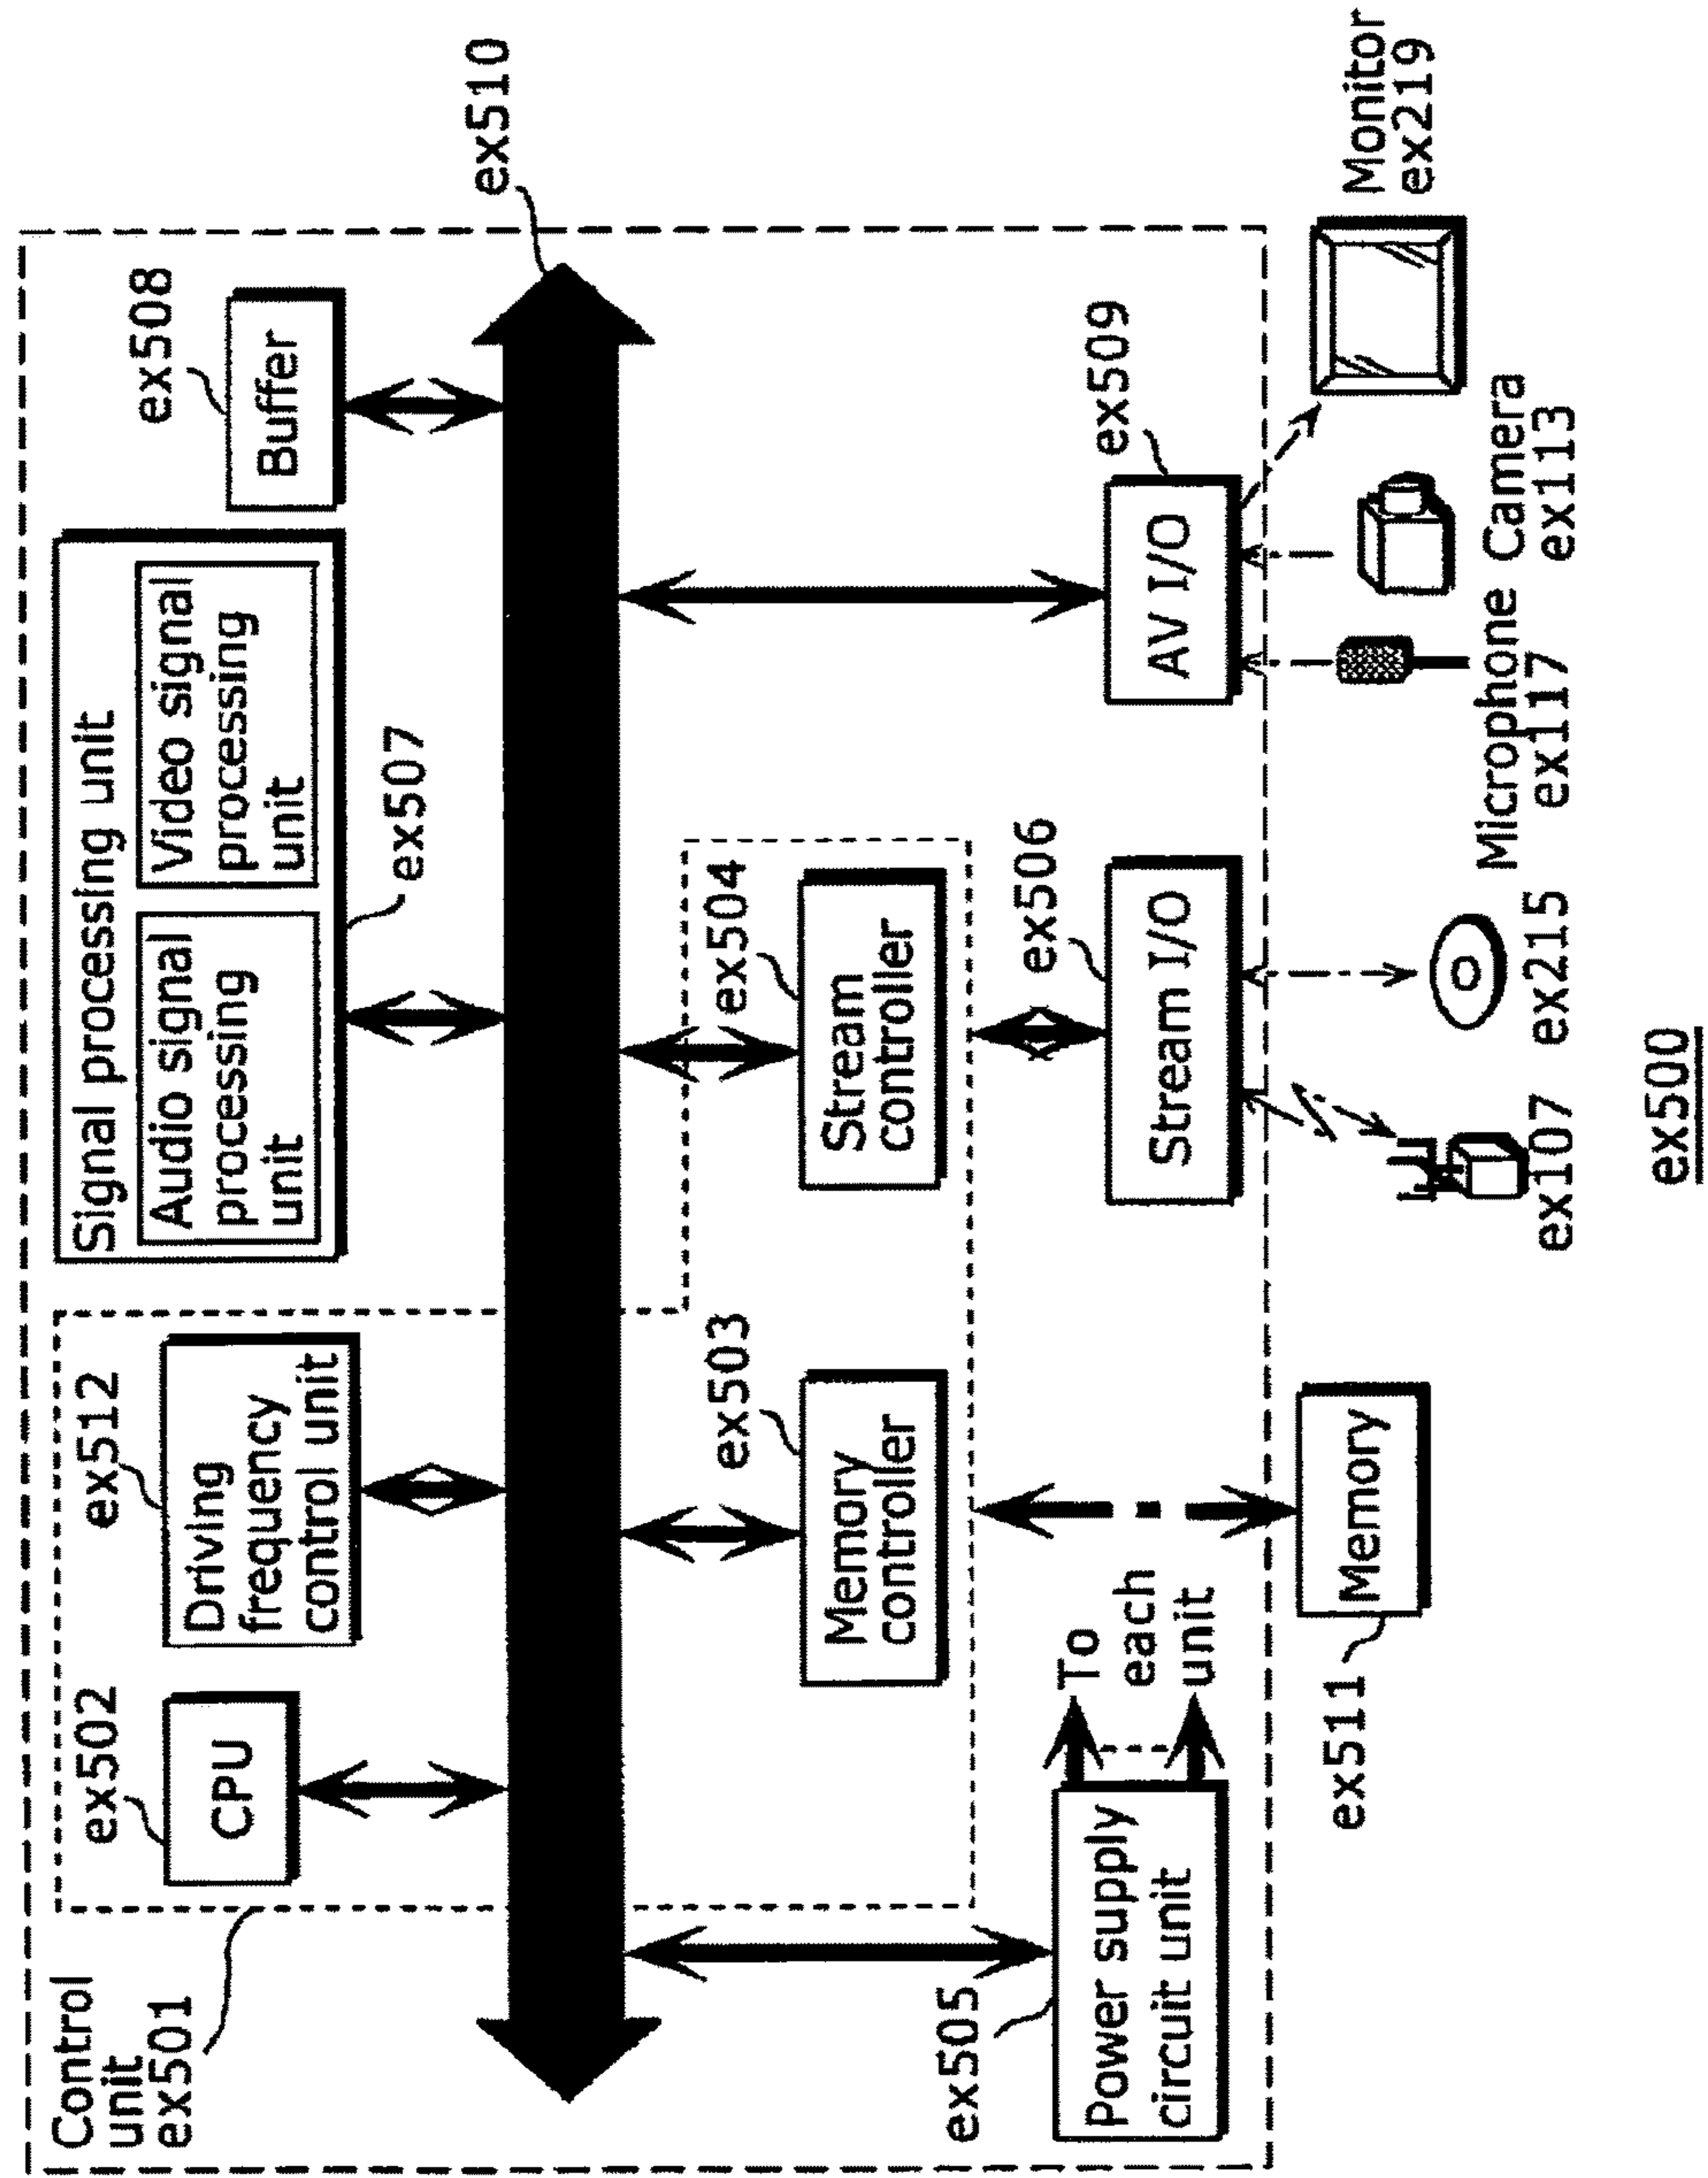 Control
unit
ex501
ex502
CPU
ex512
Driving
frequency
control unit
Signal processing unit
Audio signal
processing
unit
Video signal
processing
unit
ex507
ex508
Buffer
ex510
ex503
Memory
controller
ex504
Stream
controller
ex505
Power supply
circuit unit
To
each
unit
ex506
Stream I/O
ex509
AV I/O
ex511
Memory
ex107
ex215
Microphone
ex117
Camera
ex113
Monitor
ex219
ex500